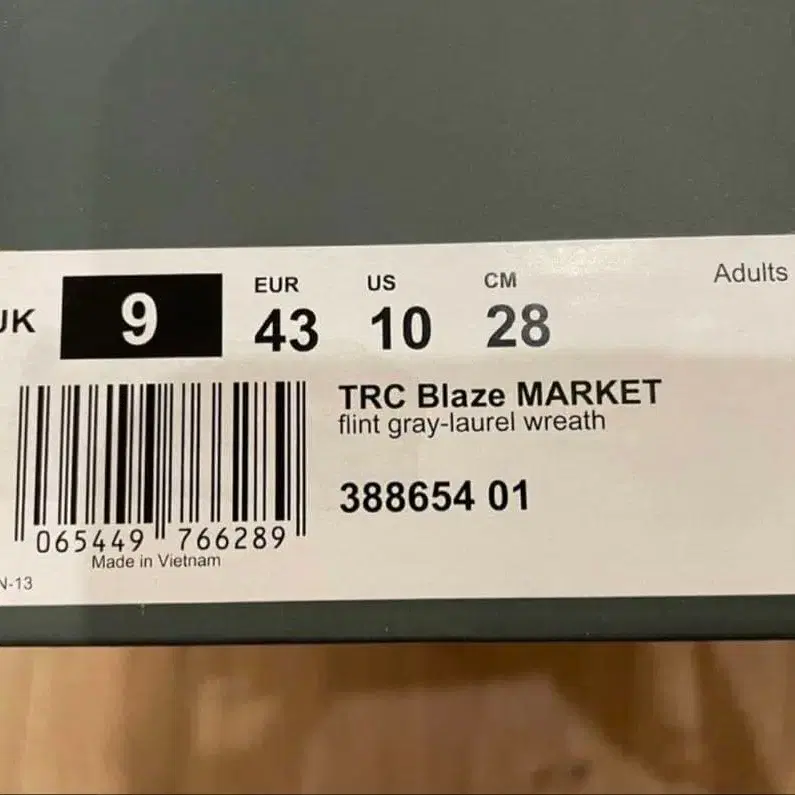 EUR US CM Adults
UK 9 43 10 28
TRC Blaze MARKET
flint gray-laurel wreath
388654 01
065449 766289
Made in Vietnam
N-13